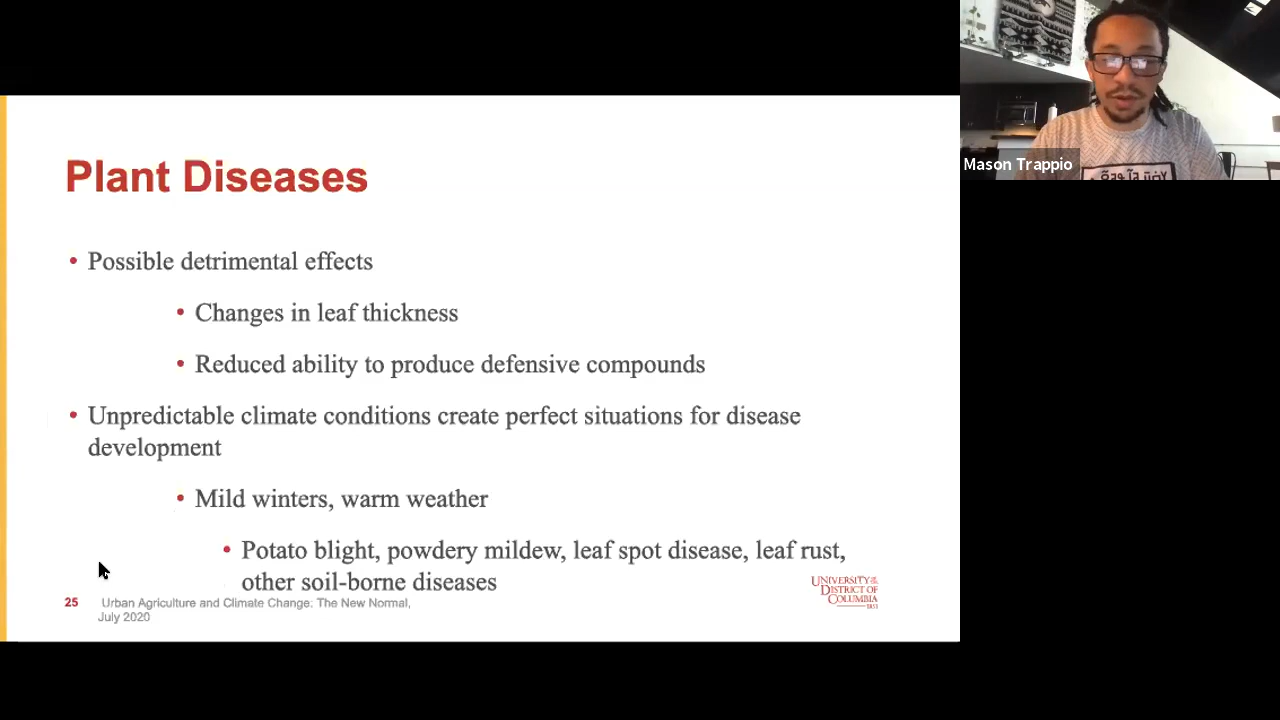 Plant Diseases
• Possible detrimental effects
• Changes in leaf thickness
• Reduced ability to produce defensive compounds
• Unpredictable climate conditions create perfect situations for disease
development
• Mild winters, warm weather
• Potato blight, powdery mildew, leaf spot disease, leaf rust,
other soil-borne diseases
25 Urban Agriculture and Climate Change: The New Normal,
July 2020
UNIVERSITY OF THE
DISTRICT OF
COLUMBIA
1851
Mason Trappio